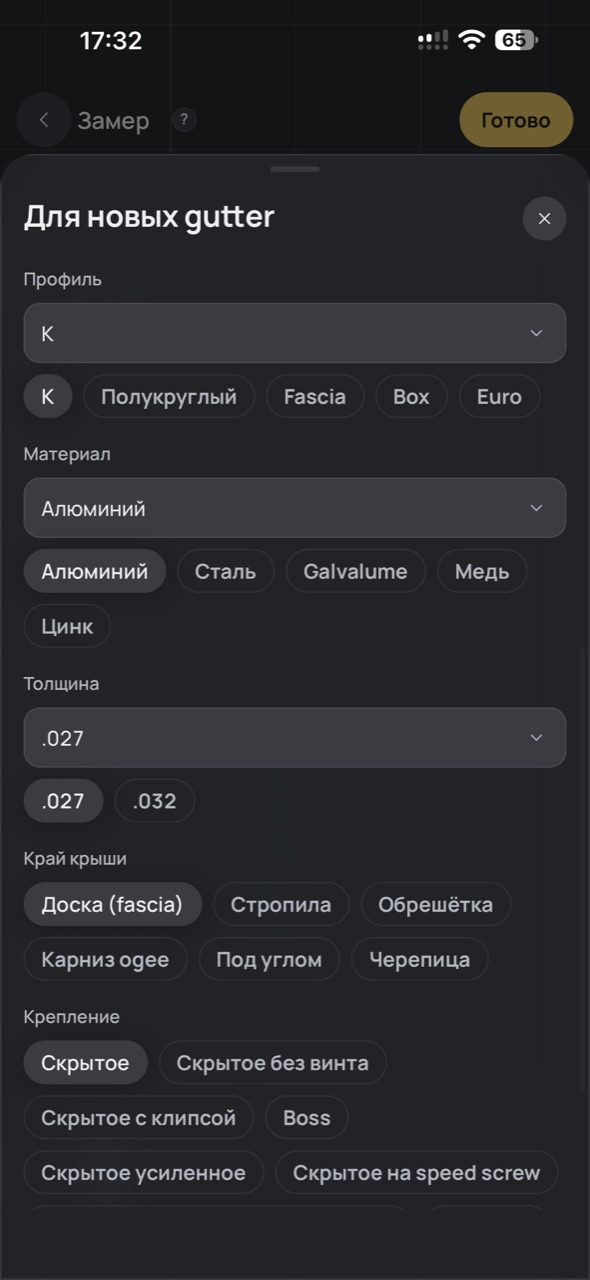 17:32
65
Замер ?
Готово
Для новых gutter
Профиль
K
K Полукруглый Fascia Box Euro
Материал
Алюминий
Алюминий Сталь Galvalume Медь
Цинк
Толщина
.027
.027 .032
Край крыши
Доска (fascia) Стропила Обрешётка
Карниз ogee Под углом Черепица
Крепление
Скрытое Скрытое без винта
Скрытое с клипсой Boss
Скрытое усиленное Скрытое на speed screw